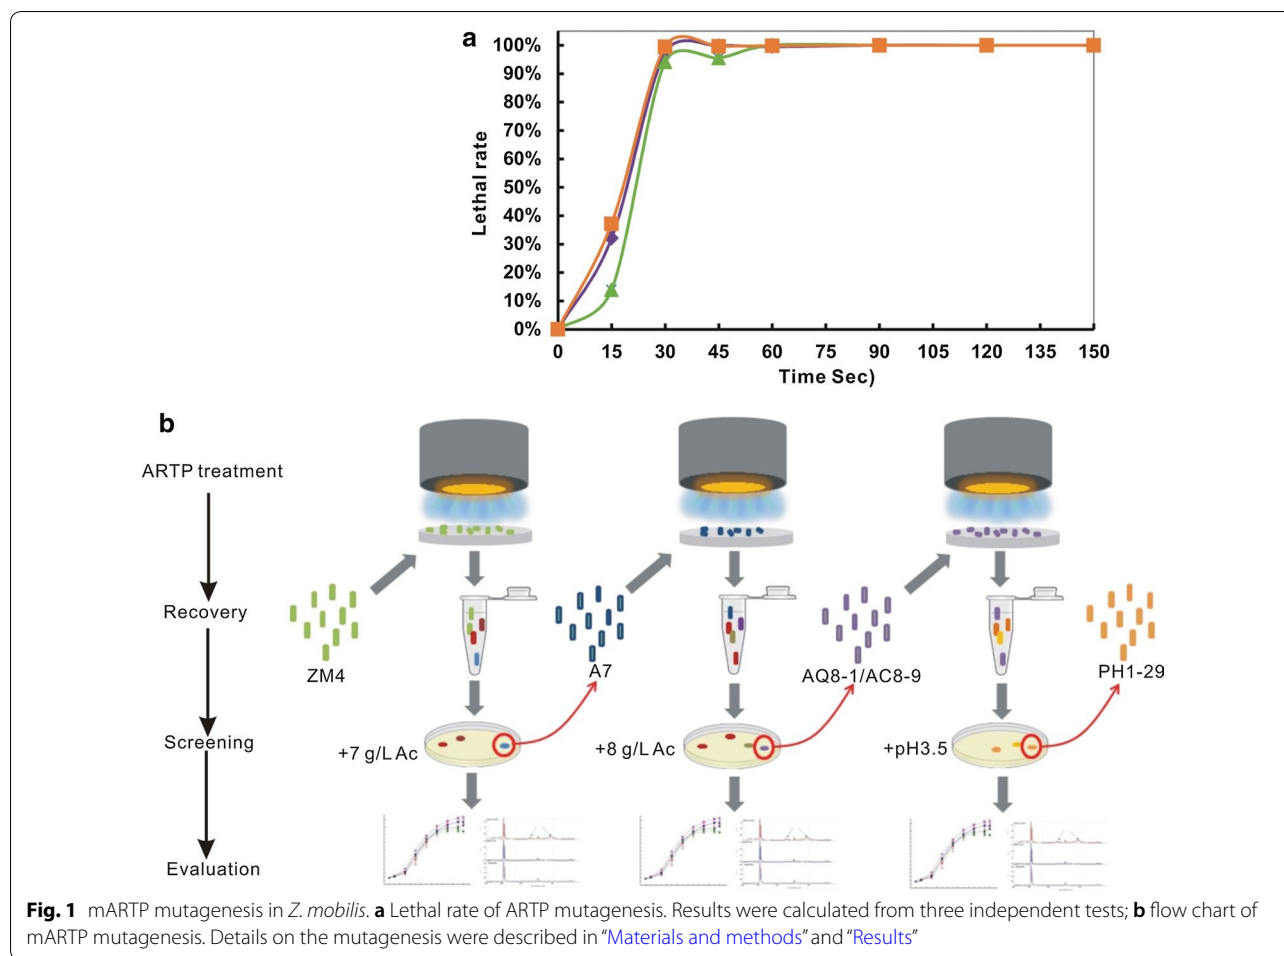 a
100%
90%
80%
70%
60%
50%
40%
30%
20%
10%
0%
Lethal rate
0 15 30 45 60 75 90 105 120 135 150
Time Sec)
b
ARTP treatment
Recovery
Screening
Evaluation
ZM4
A7
AQ8-1/AC8-9
PH1-29
+7 g/L Ac
+8 g/L Ac
+pH3.5
Fig. 1 mARTP mutagenesis in Z. mobilis. a Lethal rate of ARTP mutagenesis. Results were calculated from three independent tests; b flow chart of
mARTP mutagenesis. Details on the mutagenesis were described in “Materials and methods” and “Results”